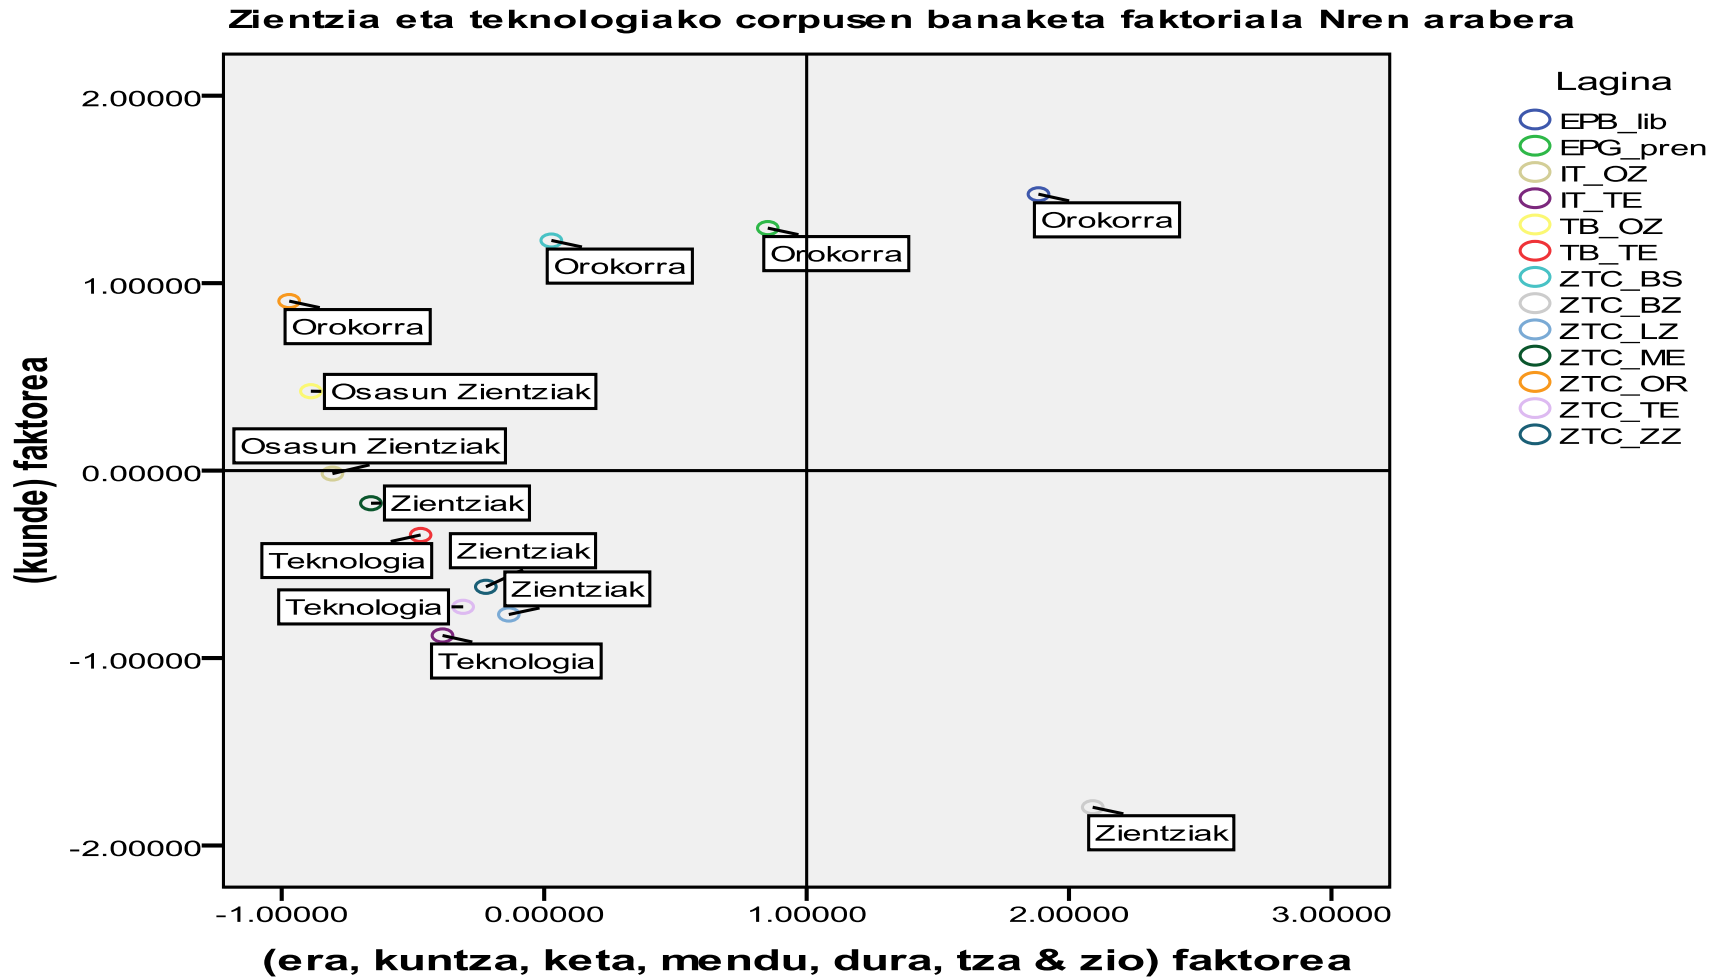 Zientzia eta teknologiako corpusen banaketa faktoriala Nren arabera
Lagina
EPB_lib
EPG_pren
IT_OZ
IT_TE
TB_OZ
TB_TE
ZTC_BS
ZTC_BZ
ZTC_LZ
ZTC_ME
ZTC_OR
ZTC_TE
ZTC_ZZ
(kunde) faktorea
2.00000
1.00000
0.00000
-1.00000
-2.00000
Orokorra
Orokorra
Orokorra
Orokorra
Osasun Zientziak
Osasun Zientziak
Zientziak
Zientziak
Teknologia
Zientziak
Teknologia
Teknologia
Zientziak
-1.00000
0.00000
1.00000
2.00000
3.00000
(era, kuntza, keta, mendu, dura, tza & zio) faktorea